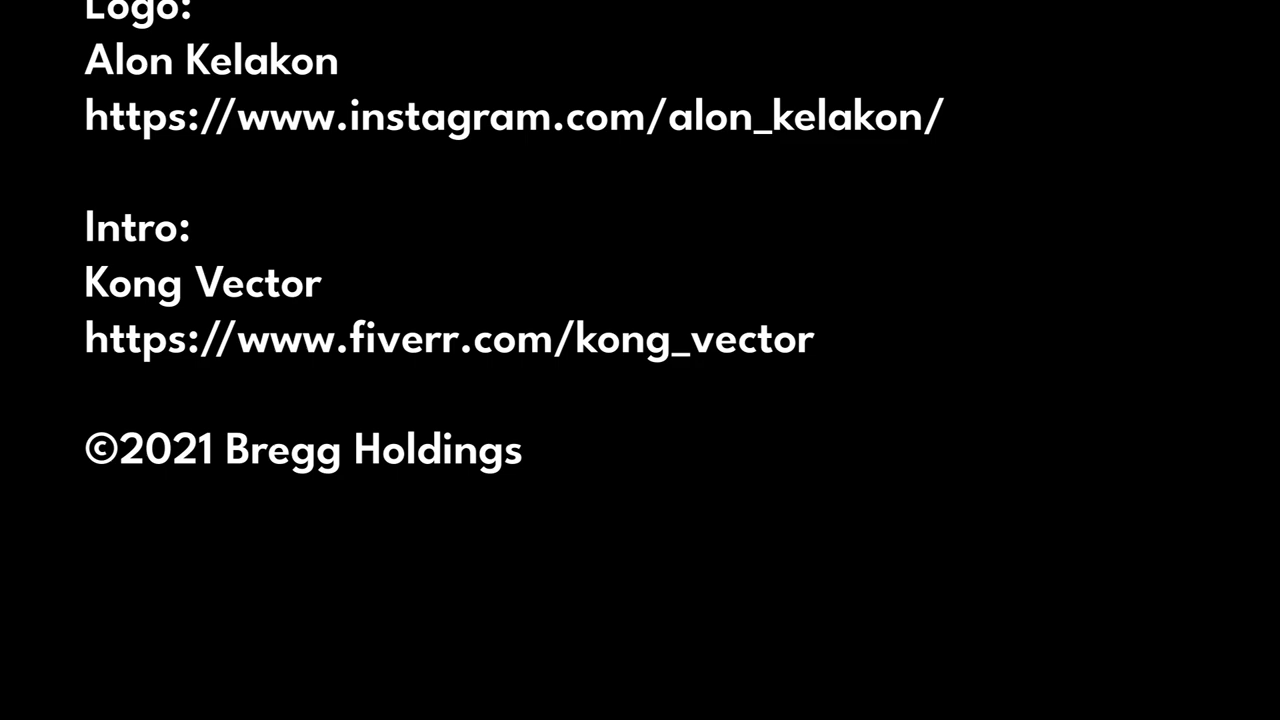 Logo:
Alon Kelakon
https://www.instagram.com/alon_kelakon/
Intro:
Kong Vector
https://www.fiverr.com/kong_vector
©2021 Bregg Holdings